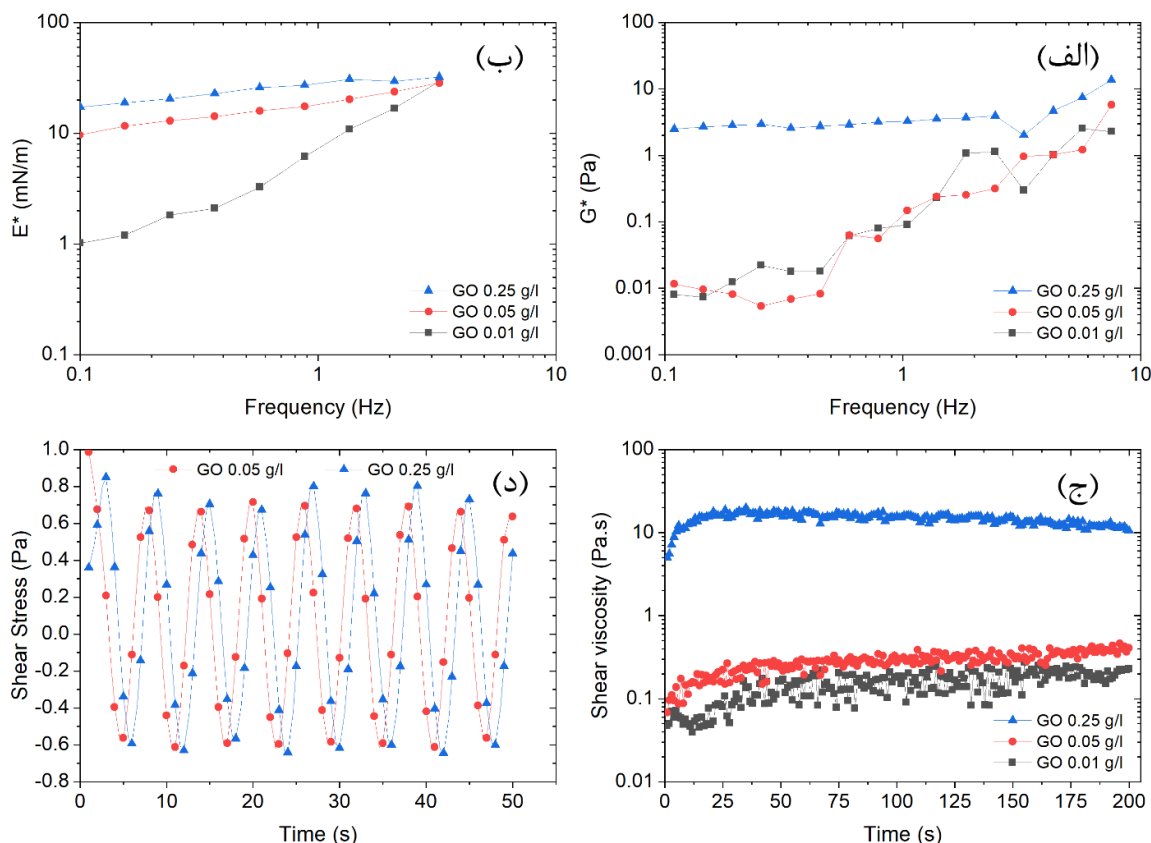 (ب)
100
10
1
0.1
E* (mN/m)
0.1
1
10
Frequency (Hz)
GO 0.25 g/l
GO 0.05 g/l
GO 0.01 g/l
(الف)
100
10
1
0.1
0.01
0.001
G* (Pa)
0.1
1
10
Frequency (Hz)
GO 0.25 g/l
GO 0.05 g/l
GO 0.01 g/l
(د)
1.0
0.8
0.6
0.4
0.2
0.0
-0.2
-0.4
-0.6
-0.8
Shear Stress (Pa)
0
10
20
30
40
50
Time (s)
GO 0.05 g/l
GO 0.25 g/l
(ج)
100
10
1
0.1
0.01
Shear viscosity (Pa.s)
0
25
50
75
100
125
150
175
200
Time (s)
GO 0.25 g/l
GO 0.05 g/l
GO 0.01 g/l